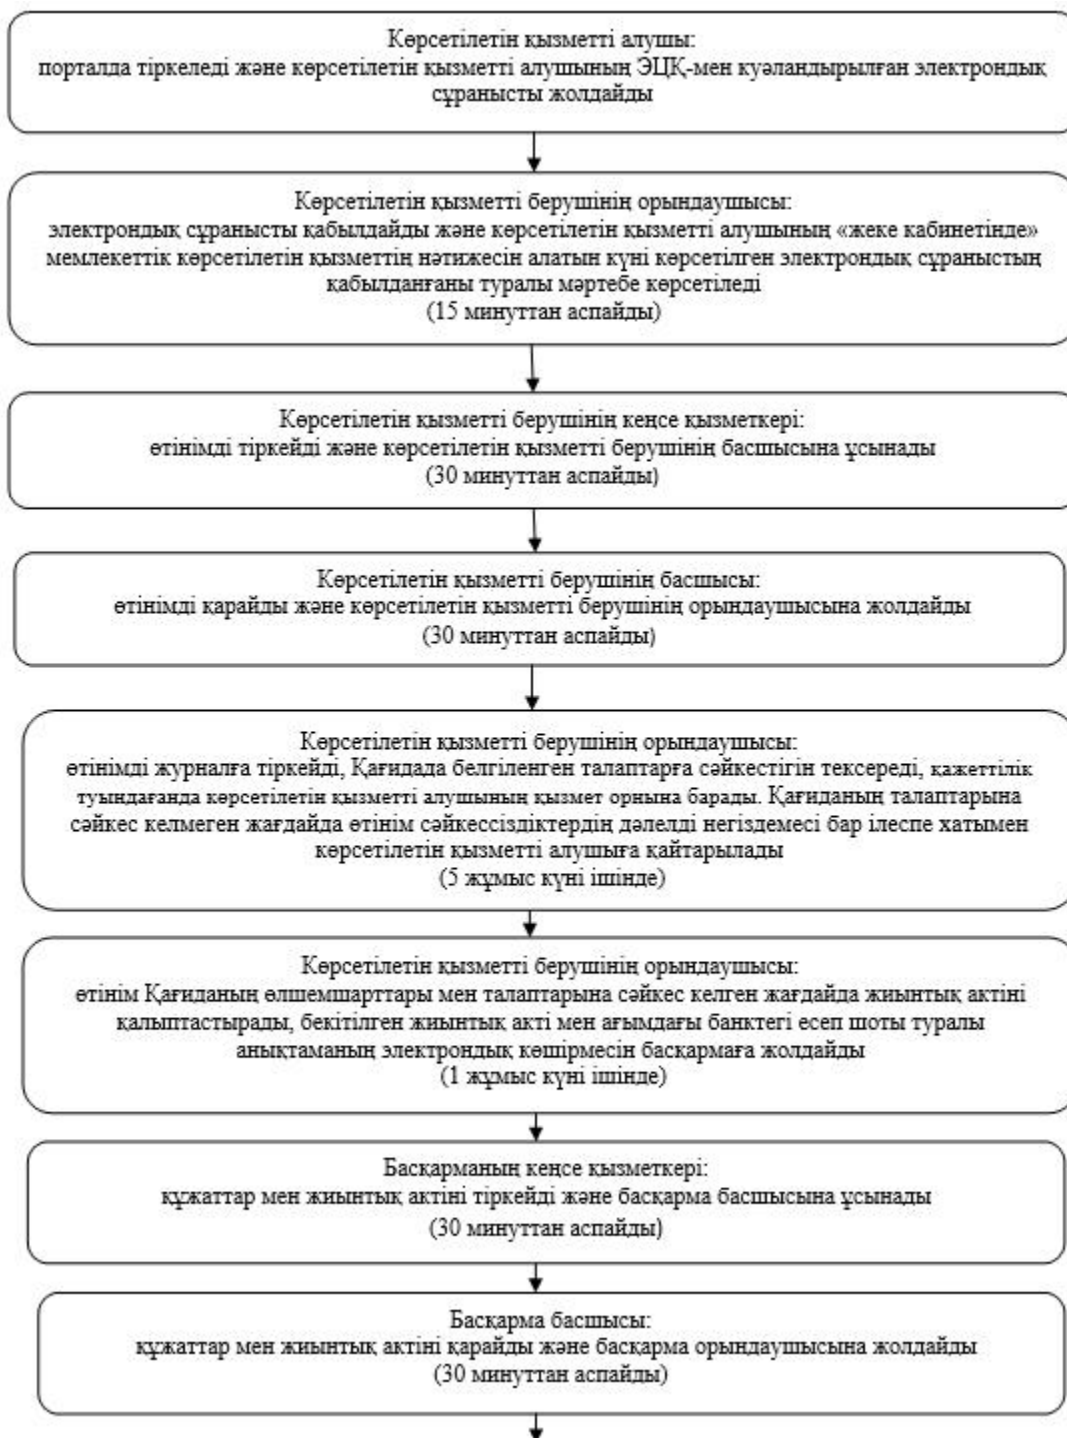 Көрсетілетін қызметті алушы:
порталда тіркеледі және көрсетілетін қызметті алушының ЭЦҚ-мен куәландырылған электрондық
сұранысты жолдайды
Көрсетілетін қызметті берушінің орындаушысы:
электрондық сұранысты қабылдайды және көрсетілетін қызметті алушының «жеке кабинетінде»
мемлекеттік көрсетілетін қызметтің нәтижесін алатын күні көрсетілген электрондық сұраныстың
қабылданғаны туралы мәртебе көрсетіледі
(15 минуттан аспайды)
Көрсетілетін қызметті берушінің кеңсе қызметкері:
өтінімді тіркейді және көрсетілетін қызметті берушінің басшысына ұсынады
(30 минуттан аспайды)
Көрсетілетін қызметті берушінің басшысы:
өтінімді қарайды және көрсетілетін қызметті берушінің орындаушысына жолдайды
(30 минуттан аспайды)
Көрсетілетін қызметті берушінің орындаушысы:
өтінімді журналға тіркейді, Қағидада белгіленген талаптарға сәйкестігін тексереді, қажеттілік
туындағанда көрсетілетін қызметті алушының қызмет орнына барады. Қағиданың талаптарына
сәйкес келмеген жағдайда өтінім сәйкессіздіктердің дәлелді негіздемесі бар ілеспе хатымен
көрсетілетін қызметті алушыға қайтарылады
(5 жұмыс күні ішінде)
Көрсетілетін қызметті берушінің орындаушысы:
өтінім Қағиданың өлшемшарттары мен талаптарына сәйкес келген жағдайда жиынтық актіні
қалыптастырады, бекітілген жиынтық акті мен ағымдағы банктегі есеп шоты туралы
анықтаманың электрондық көшірмесін басқармаға жолдайды
(1 жұмыс күні ішінде)
Басқарманың кеңсе қызметкері:
құжаттар мен жиынтық актіні тіркейді және басқарма басшысына ұсынады
(30 минуттан аспайды)
Басқарма басшысы:
құжаттар мен жиынтық актіні қарайды және басқарма орындаушысына жолдайды
(30 минуттан аспайды)